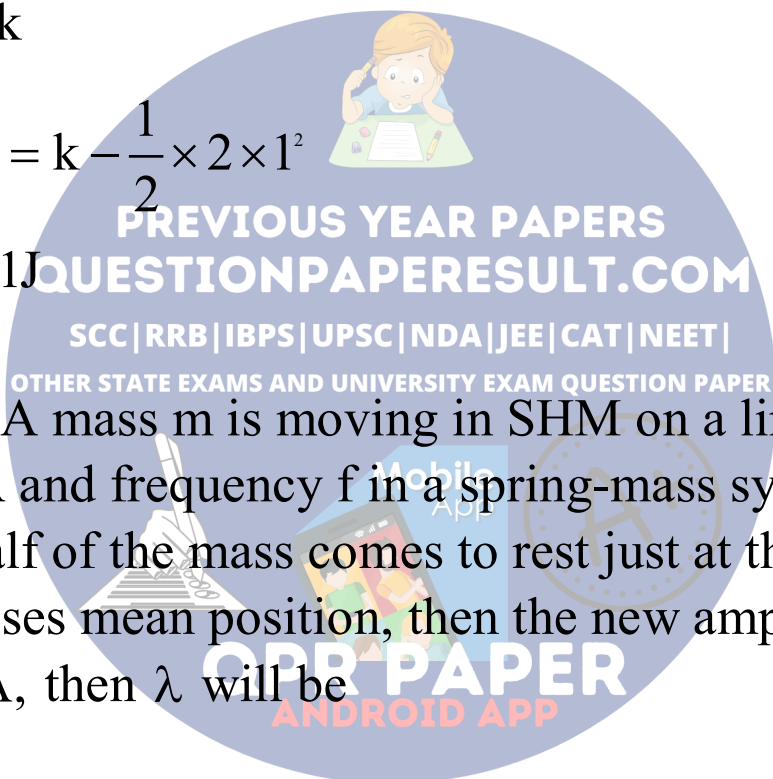 k
= k − 1/2 × 2 × 1²
1J
PREVIOUS YEAR PAPERS
QUESTIONPAPERESULT.COM
SCC|RRB|IBPS|UPSC|NDA|JEE|CAT|NEET|
OTHER STATE EXAMS AND UNIVERSITY EXAM QUESTION PAPER
A mass m is moving in SHM on a li
and frequency f in a spring-mass sy
Mobile
App
A+
lf of the mass comes to rest just at th
ses mean position, then the new amp
, then λ will be
QPR PAPER
ANDROID APP